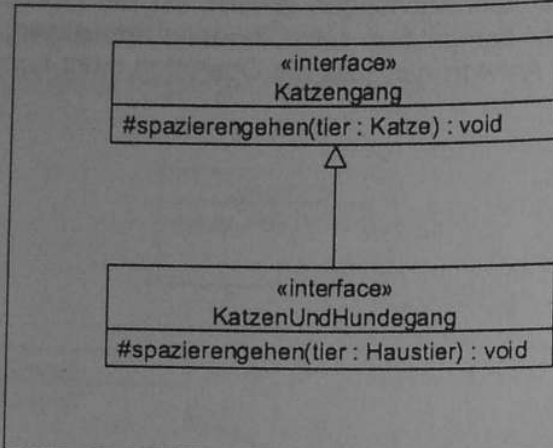 «interface»
Katzengang
#spazierengehen(tier : Katze) : void
«interface»
KatzenUndHundegang
#spazierengehen(tier : Haustier) : void